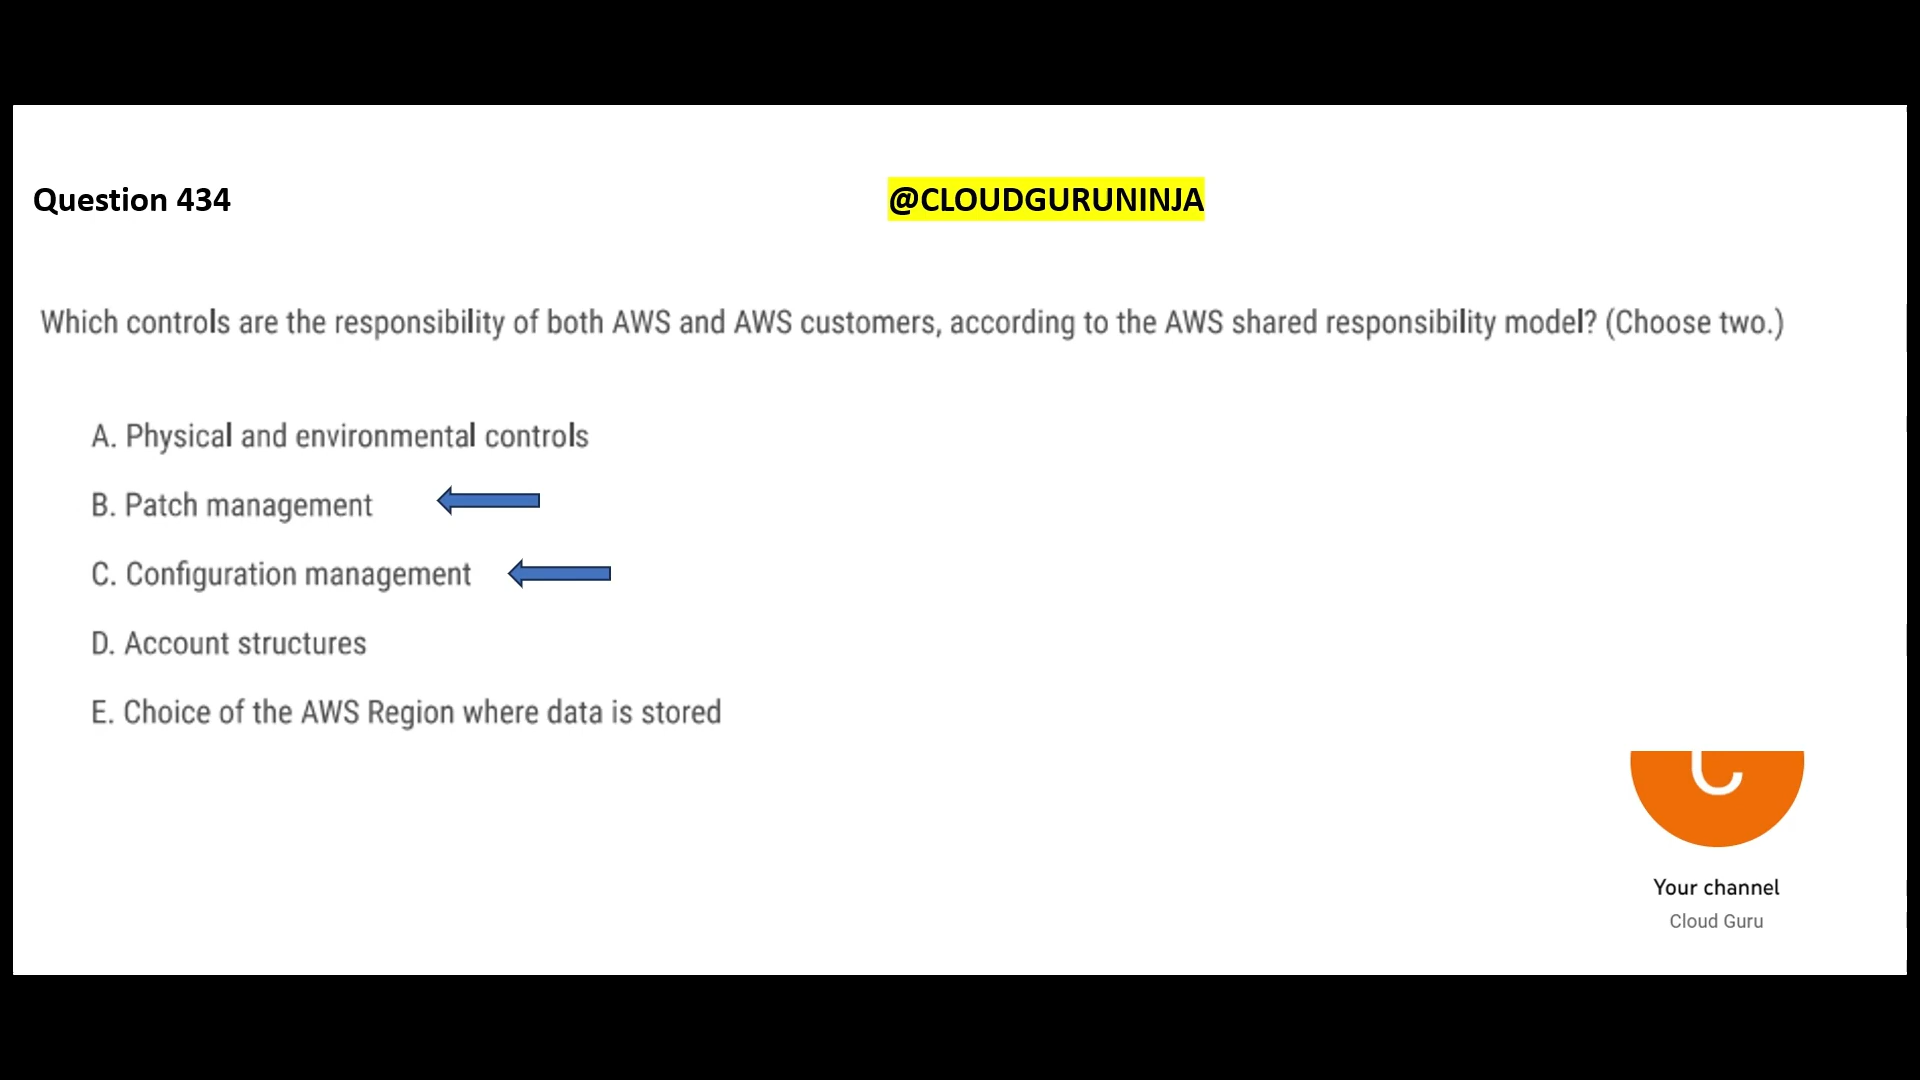 Question 434
@CLOUDGURUNINJA
Which controls are the responsibility of both AWS and AWS customers, according to the AWS shared responsibility model? (Choose two.)
A. Physical and environmental controls
B. Patch management
C. Configuration management
D. Account structures
E. Choice of the AWS Region where data is stored
Your channel
Cloud Guru